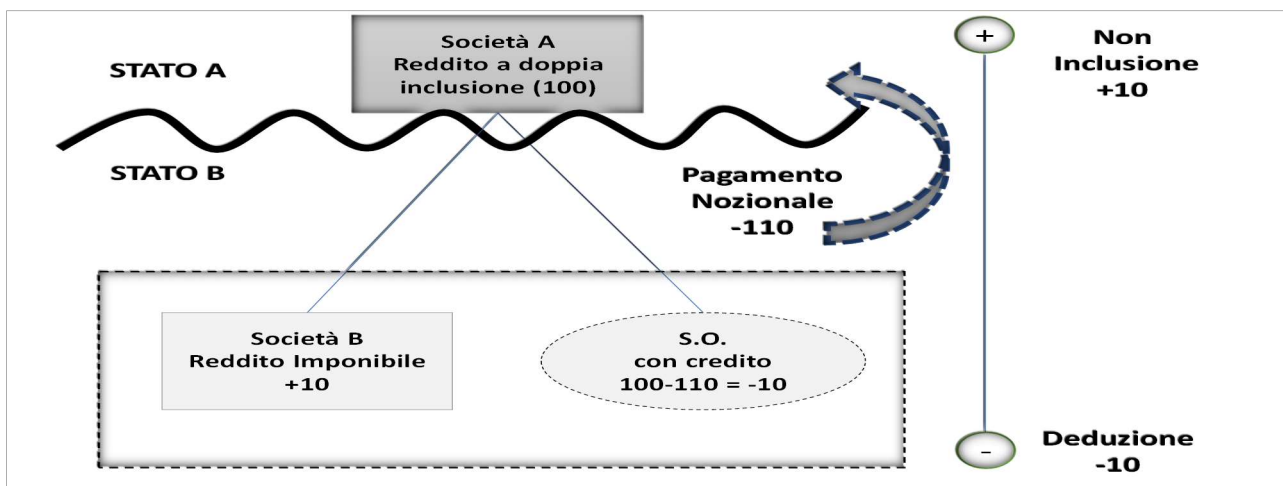 Società A
Reddito a doppia
inclusione (100)
STATO A
STATO B
+
Non
Inclusione
+10
Pagamento
Nozionale
-110
Società B
Reddito Imponibile
+10
S.O.
con credito
100-110 = -10
-
Deduzione
-10